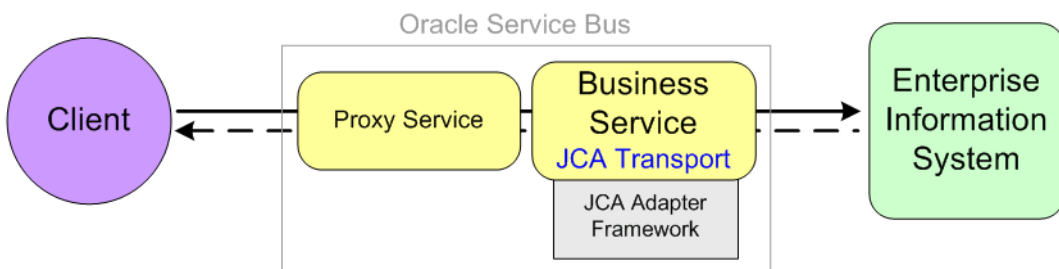 Oracle Service Bus
Client
Proxy Service
Business
Service
JCA Transport
JCA Adapter
Framework
Enterprise
Information
System